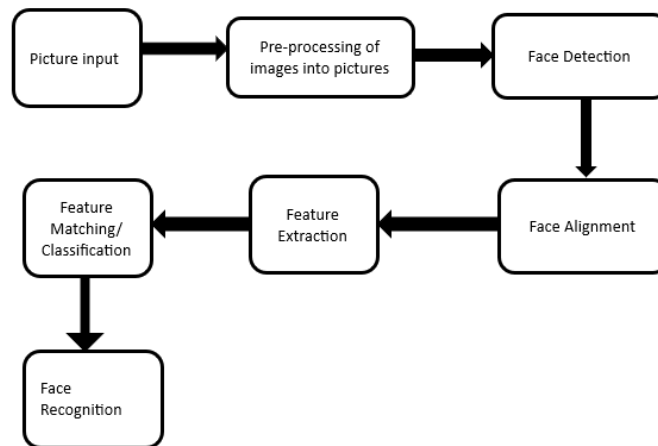 Picture input
Pre-processing of
images into pictures
Face Detection
Face Alignment
Feature
Extraction
Feature
Matching/
Classification
Face
Recognition